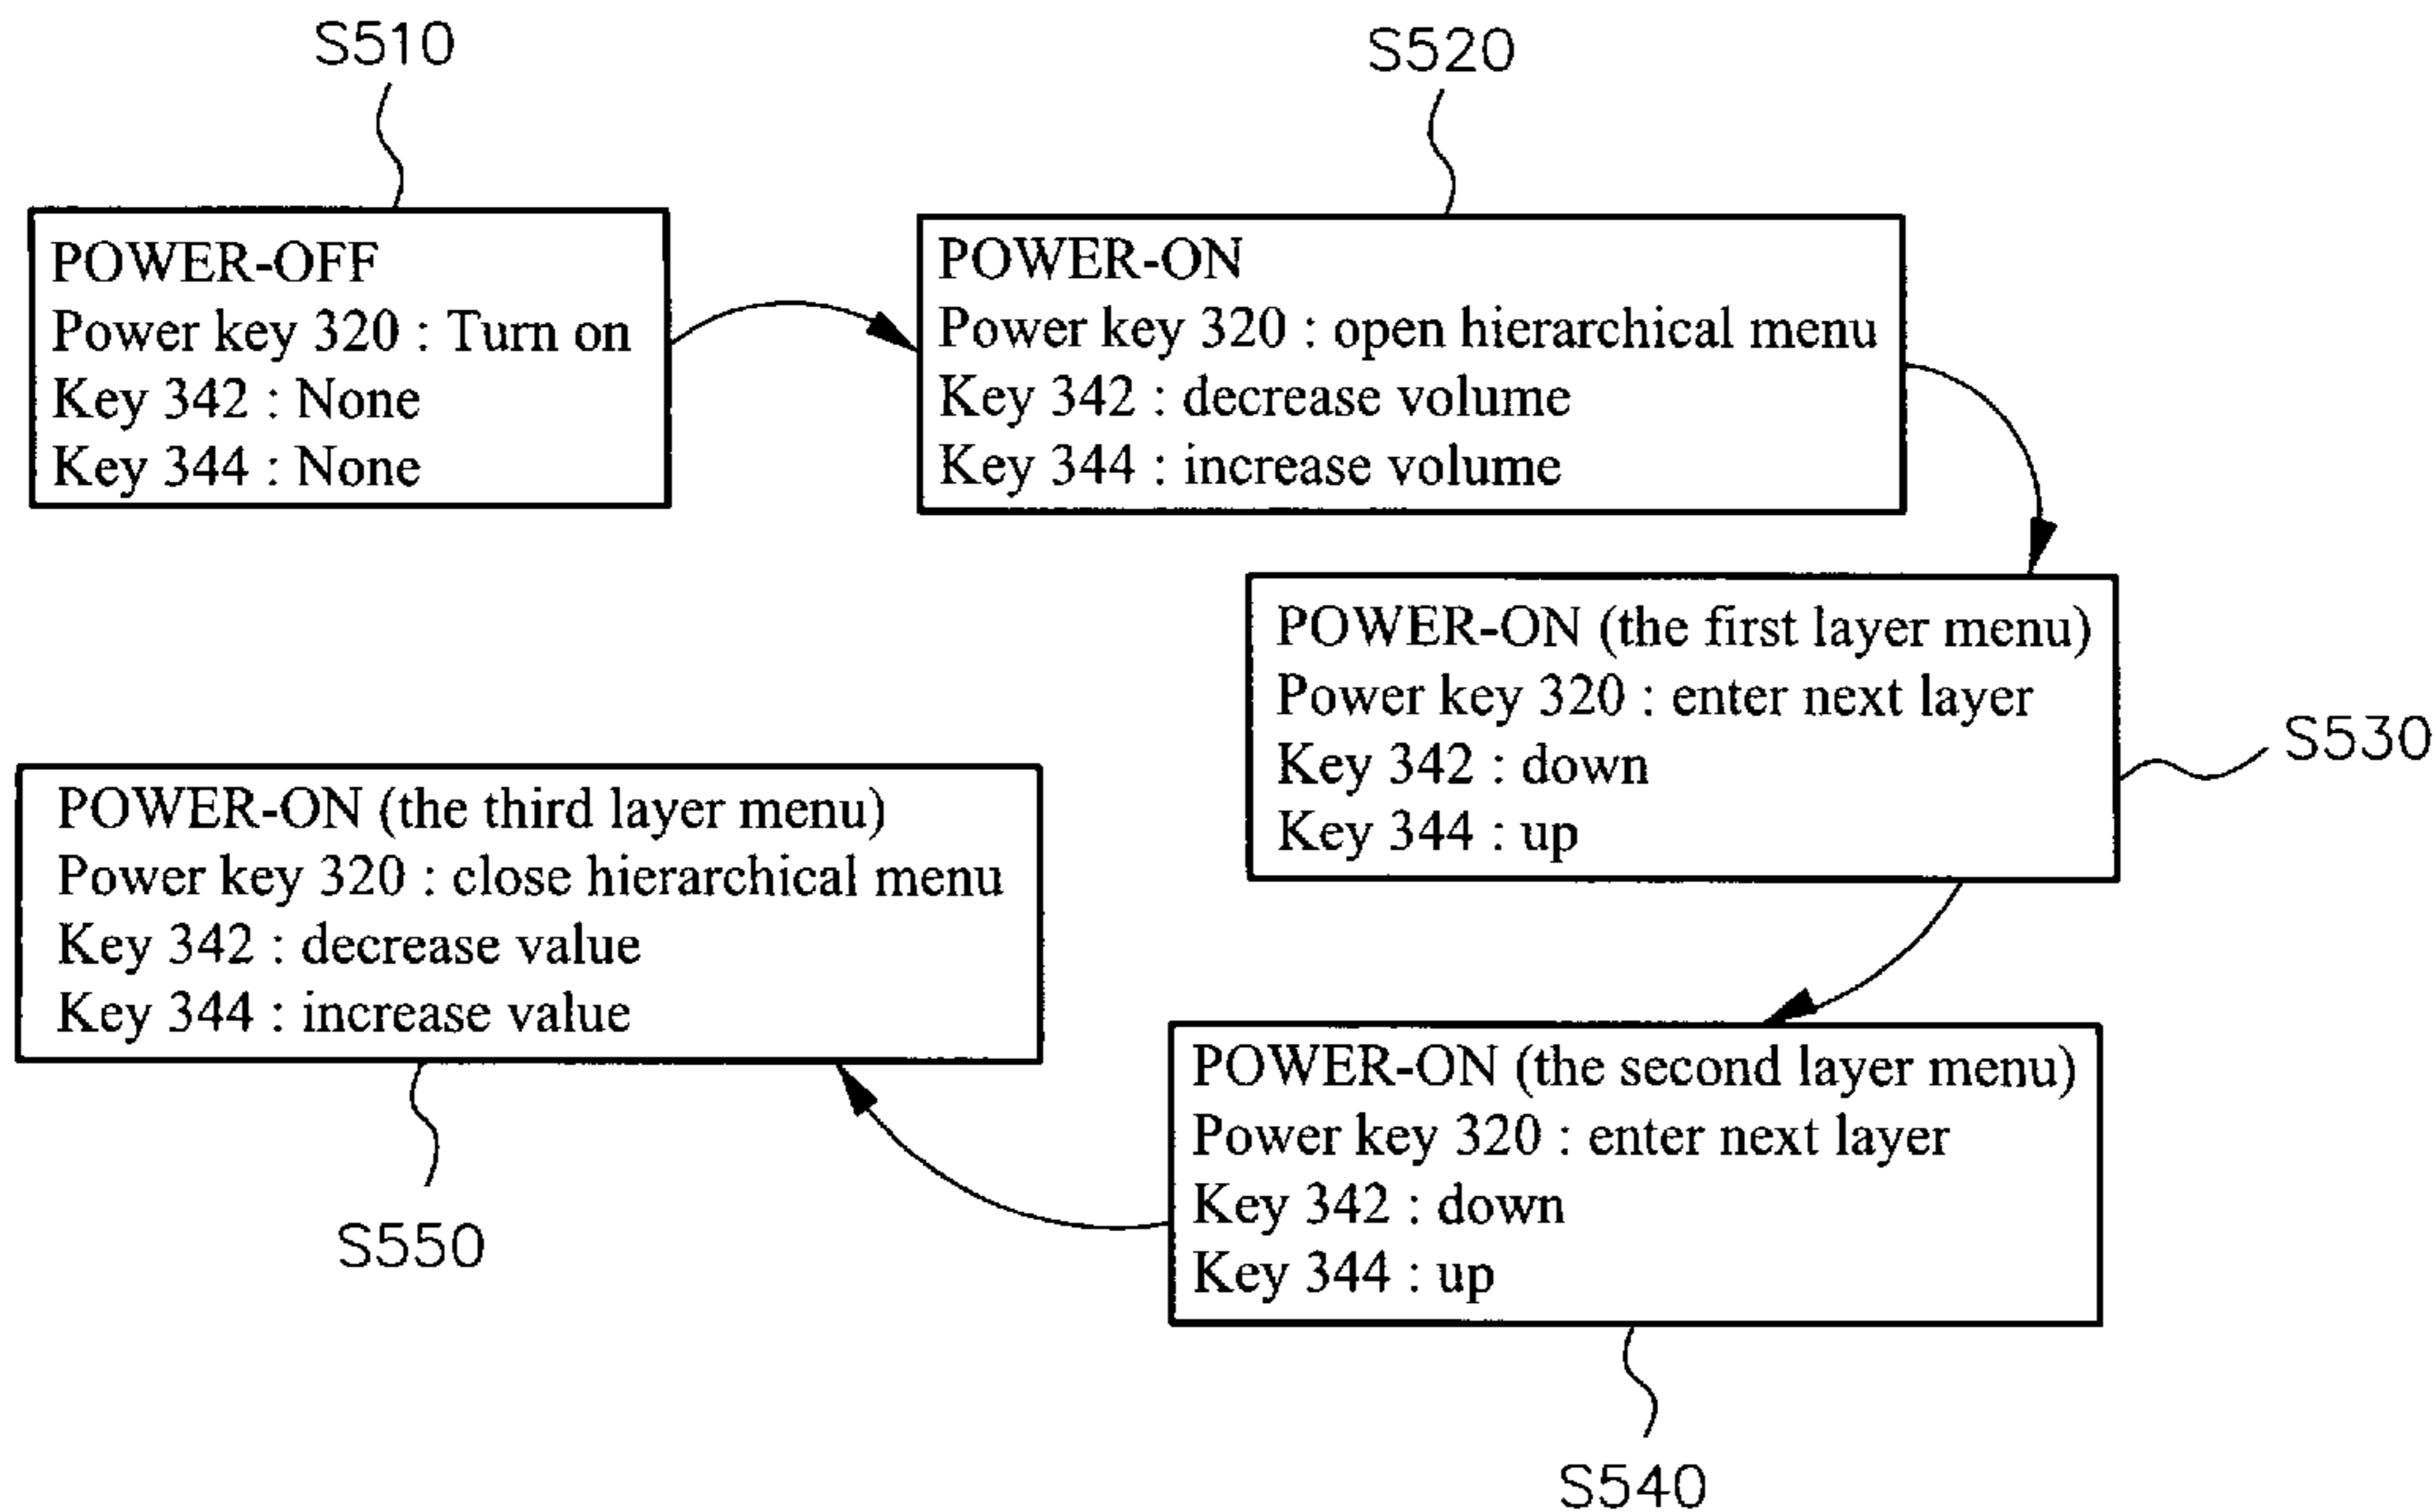 S510
POWER-OFF
Power key 320 : Turn on
Key 342 : None
Key 344 : None
S520
POWER-ON
Power key 320 : open hierarchical menu
Key 342 : decrease volume
Key 344 : increase volume
POWER-ON (the first layer menu)
Power key 320 : enter next layer
Key 342 : down
Key 344 : up
S530
POWER-ON (the second layer menu)
Power key 320 : enter next layer
Key 342 : down
Key 344 : up
S540
POWER-ON (the third layer menu)
Power key 320 : close hierarchical menu
Key 342 : decrease value
Key 344 : increase value
S550